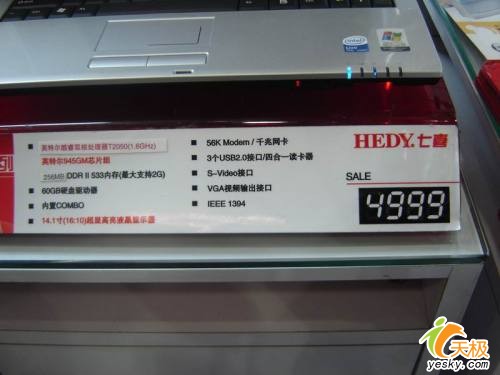 英特尔酷睿双核处理器T2050(1.6GHz)
英特尔945GM芯片组
256MB DDR II 533内存(最大支持2G)
60GB硬盘驱动器
内置COMBO
14.1寸(16:10)超显高亮液晶显示器
56K Modem / 千兆网卡
3个USB2.0接口/四合一读卡器
S-Video接口
VGA视频输出接口
IEEE 1394
HEDY.七喜
SALE
4999
天极
yesky.com